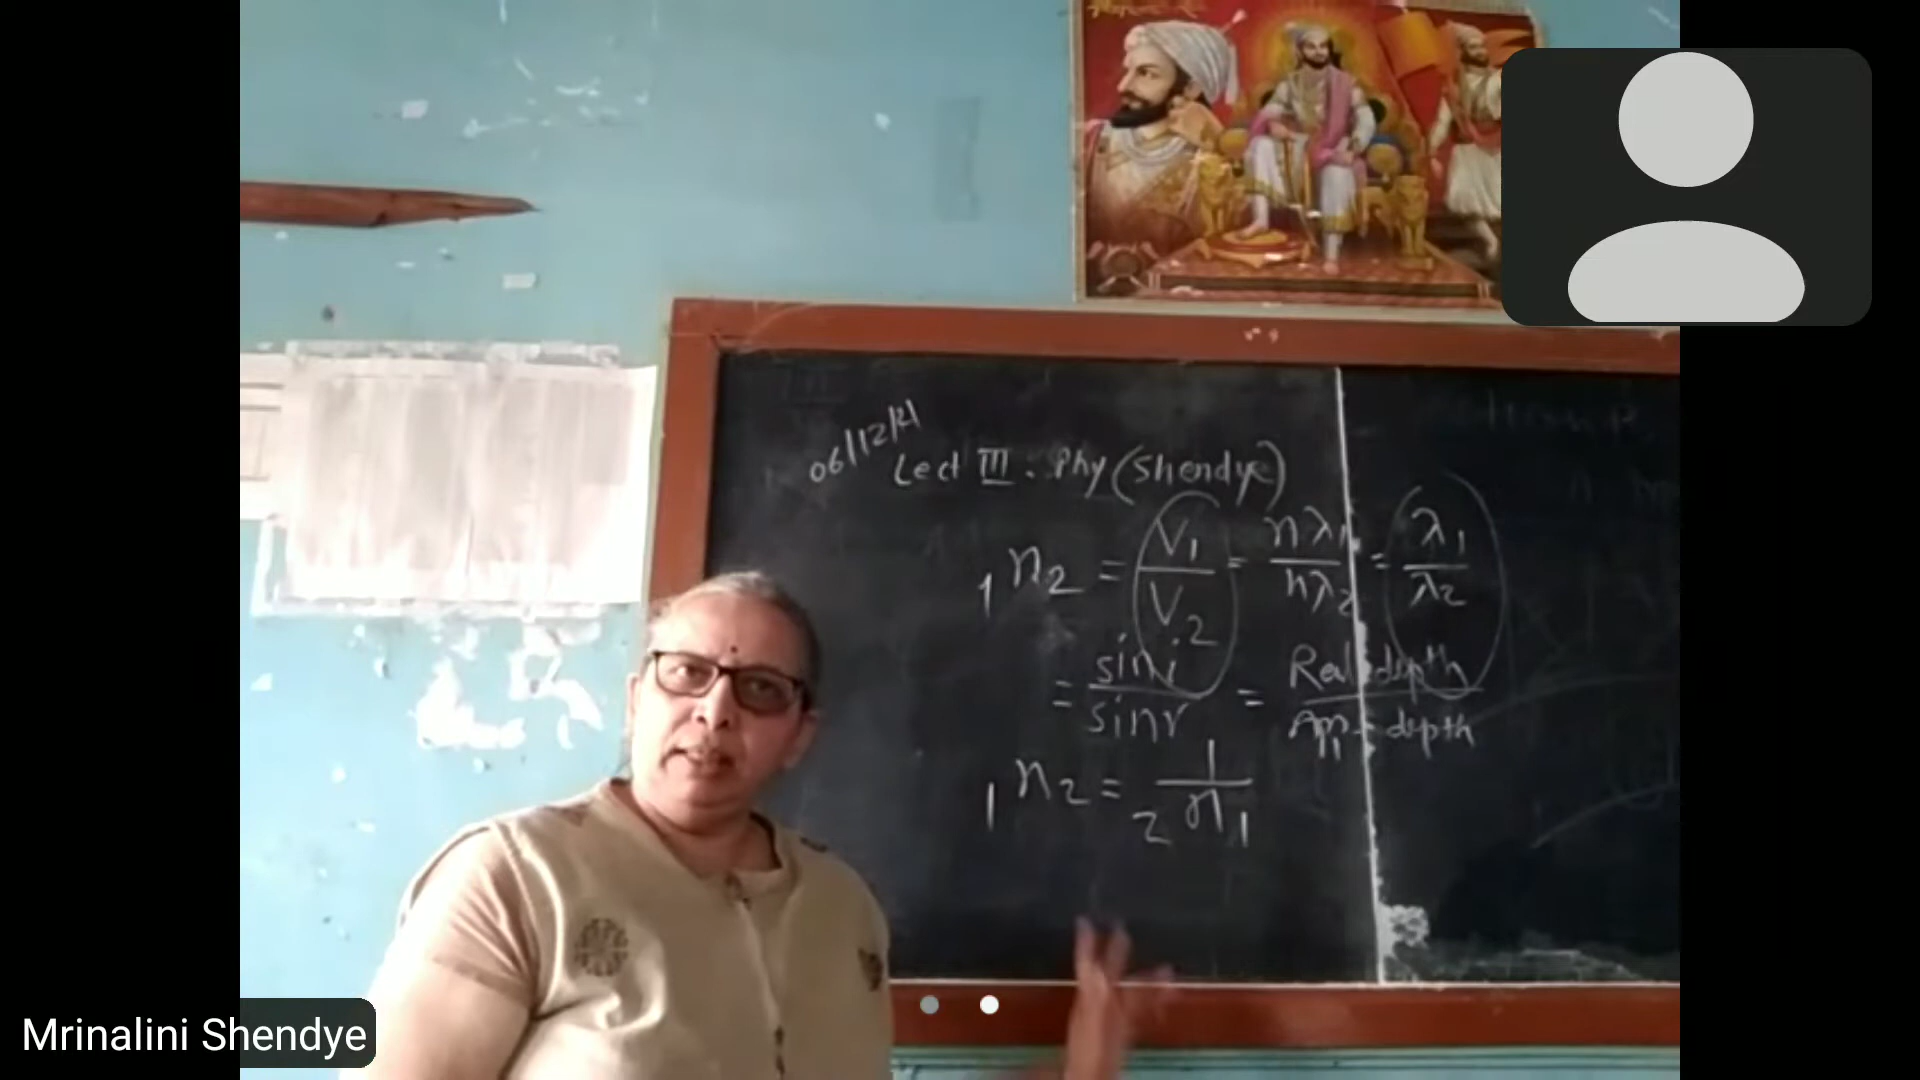 06/12/21
Lect III. Phy (Shendye)
₁n₂ = V₁/V₂ = nλ₁/nλ₂ = λ₁/λ₂
= sin i/sin r = Real depth/App. depth
₁n₂ = 1/₂n₁
Mrinalini Shendye